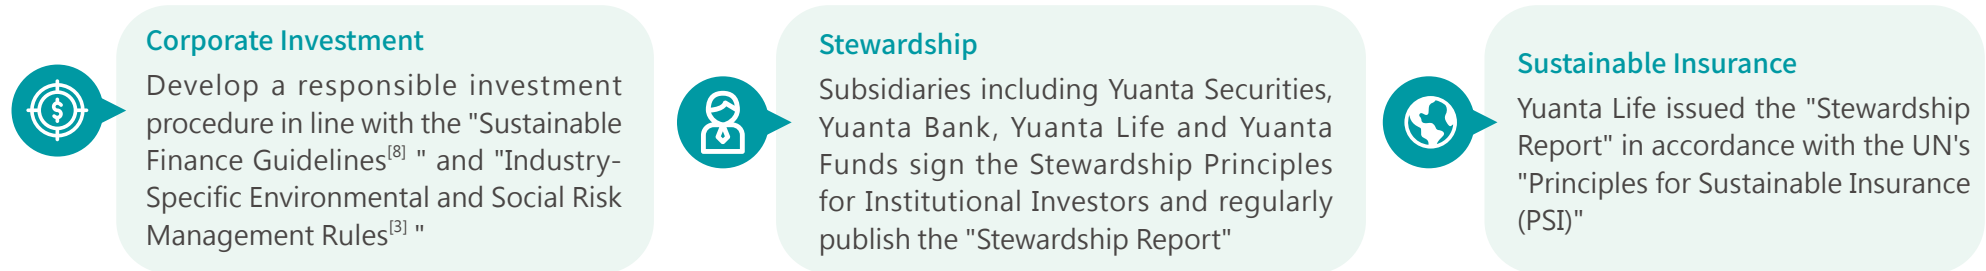 Corporate Investment
Develop a responsible investment
procedure in line with the "Sustainable
Finance Guidelines[8] " and "Industry-
Specific Environmental and Social Risk
Management Rules[3] "
Stewardship
Subsidiaries including Yuanta Securities,
Yuanta Bank, Yuanta Life and Yuanta
Funds sign the Stewardship Principles
for Institutional Investors and regularly
publish the "Stewardship Report"
Sustainable Insurance
Yuanta Life issued the "Stewardship
Report" in accordance with the UN's
"Principles for Sustainable Insurance
(PSI)"